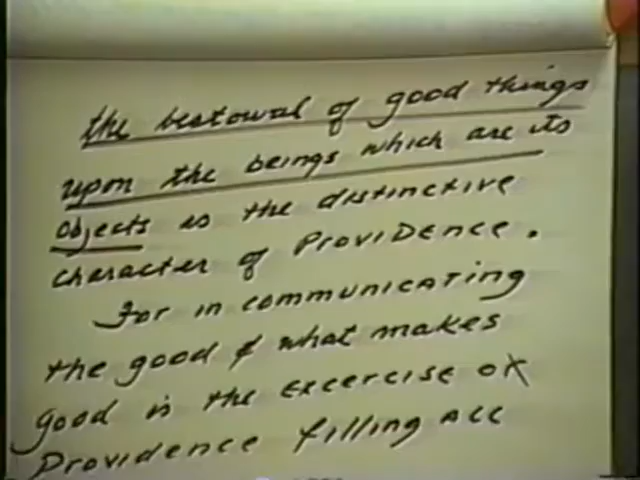 the bestowal of good things
upon the beings which are its
objects is the distinctive
character of Providence.
For in communicating
the good & what makes
good is the excercise of
Providence filling all